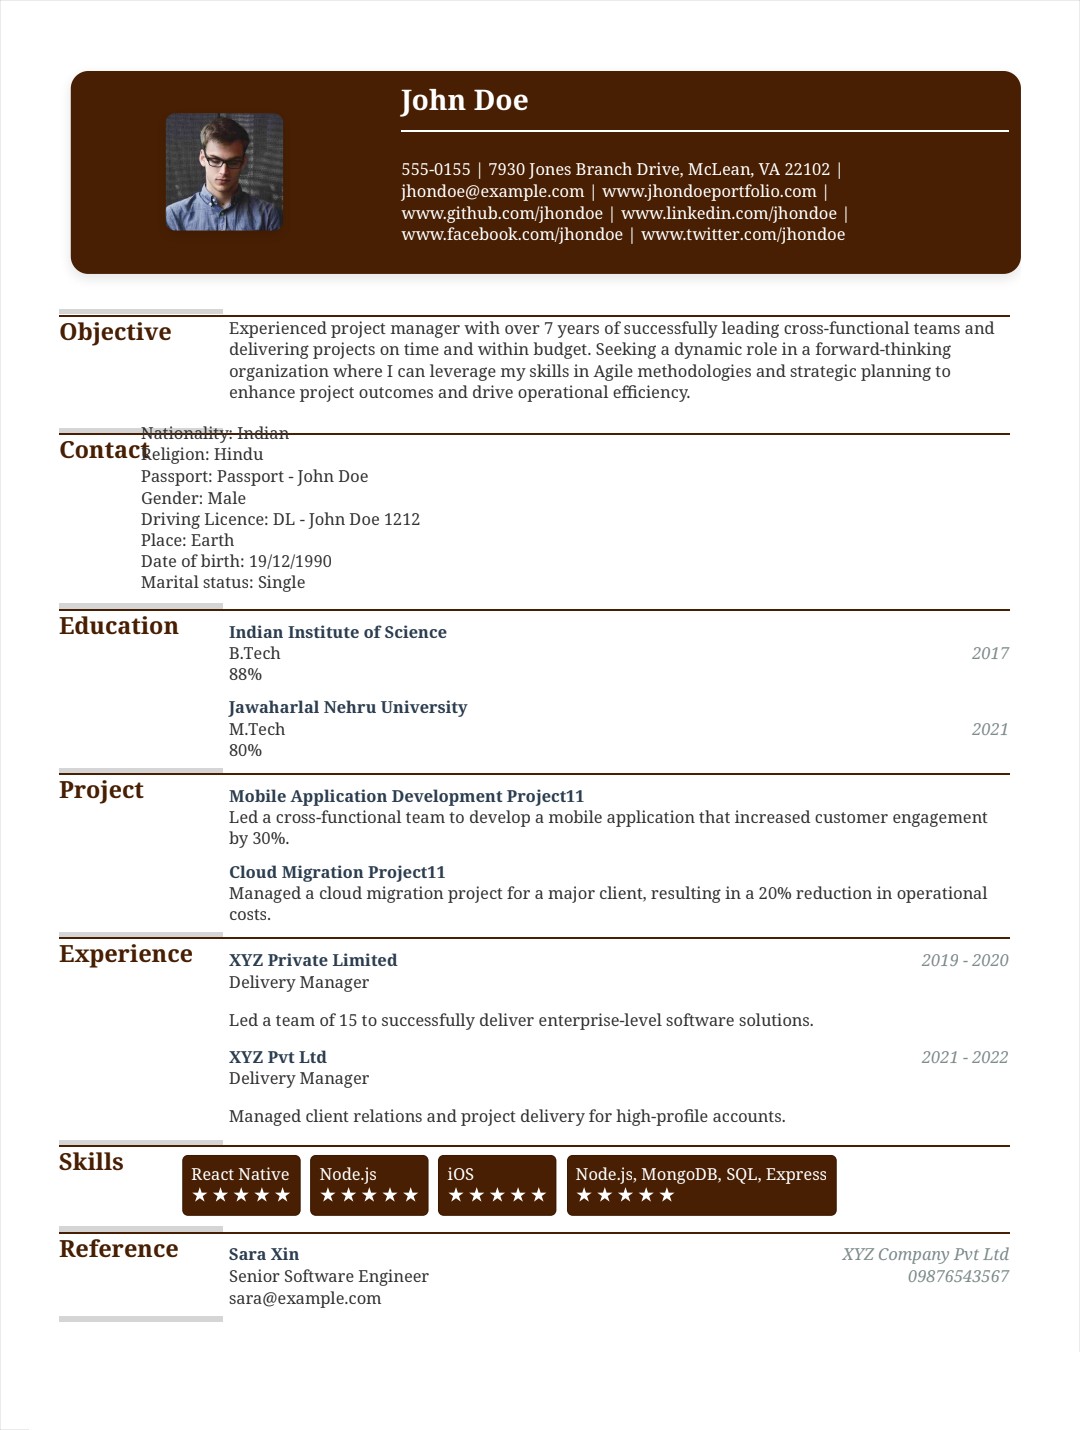 John Doe
555-0155 | 7930 Jones Branch Drive, McLean, VA 22102 |
jhondoe@example.com | www.jhondoeportfolio.com |
www.github.com/jhondoe | www.linkedin.com/jhondoe |
www.facebook.com/jhondoe | www.twitter.com/jhondoe
Objective
Experienced project manager with over 7 years of successfully leading cross-functional teams and
delivering projects on time and within budget. Seeking a dynamic role in a forward-thinking
organization where I can leverage my skills in Agile methodologies and strategic planning to
enhance project outcomes and drive operational efficiency.
Contact
Nationality: Indian
Religion: Hindu
Passport: Passport - John Doe
Gender: Male
Driving Licence: DL - John Doe 1212
Place: Earth
Date of birth: 19/12/1990
Marital status: Single
Education
Indian Institute of Science
B.Tech 2017
88%
Jawaharlal Nehru University
M.Tech 2021
80%
Project
Mobile Application Development Project11
Led a cross-functional team to develop a mobile application that increased customer engagement
by 30%.
Cloud Migration Project11
Managed a cloud migration project for a major client, resulting in a 20% reduction in operational
costs.
Experience
XYZ Private Limited 2019 - 2020
Delivery Manager
Led a team of 15 to successfully deliver enterprise-level software solutions.
XYZ Pvt Ltd 2021 - 2022
Delivery Manager
Managed client relations and project delivery for high-profile accounts.
Skills
React Native Node.js iOS Node.js, MongoDB, SQL, Express
★★★★★ ★★★★★ ★★★★★ ★★★★★
Reference
Sara Xin XYZ Company Pvt Ltd
Senior Software Engineer 09876543567
sara@example.com